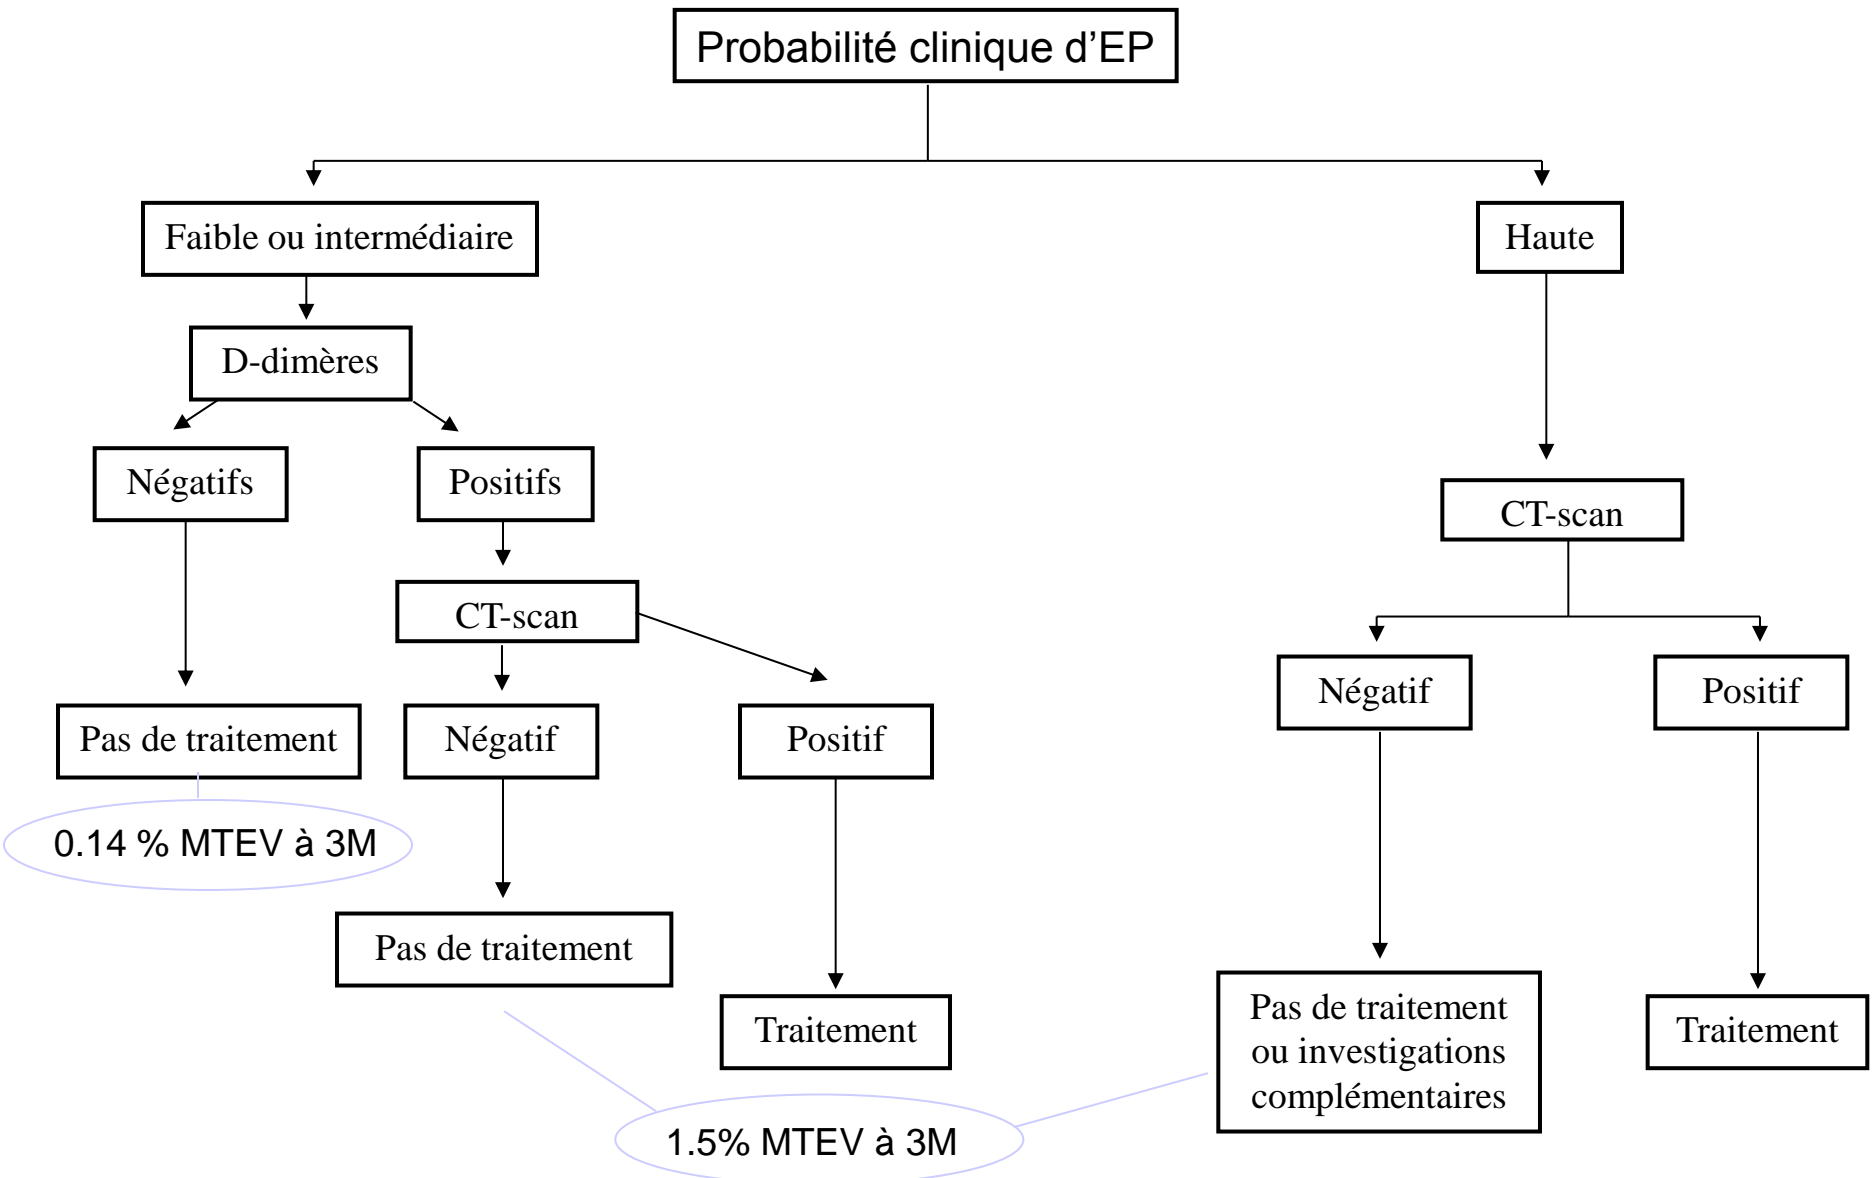 Probabilité clinique d’EP
Faible ou intermédiaire
Haute
D-dimères
Négatifs
Positifs
CT-scan
CT-scan
Négatif
Positif
Pas de traitement
Négatif
Positif
0.14 % MTEV à 3M
Pas de traitement
Traitement
Pas de traitement
ou investigations
complémentaires
Traitement
1.5% MTEV à 3M